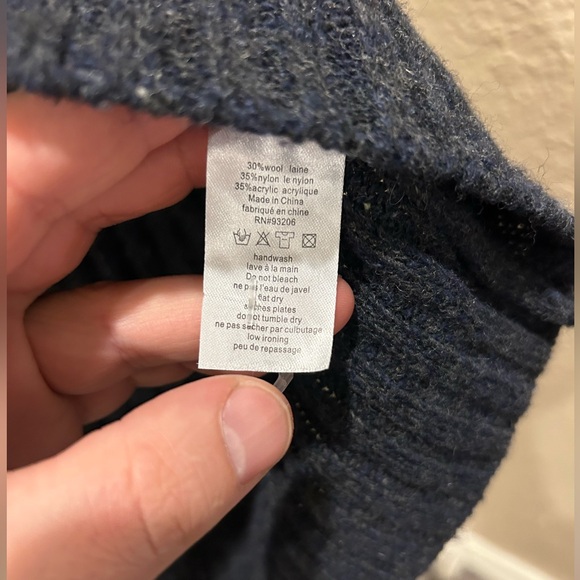 30%wool laine
35%nylon le nylon
35%acrylic acrylique
Made in China
fabriqué en chine
RN#93206
handwash
lave à la main
Do not bleach
ne pas l'eau de javel
flat dry
plates
do not tumble dry
ne pas sécher par culbutage
low ironing
peu de repassage